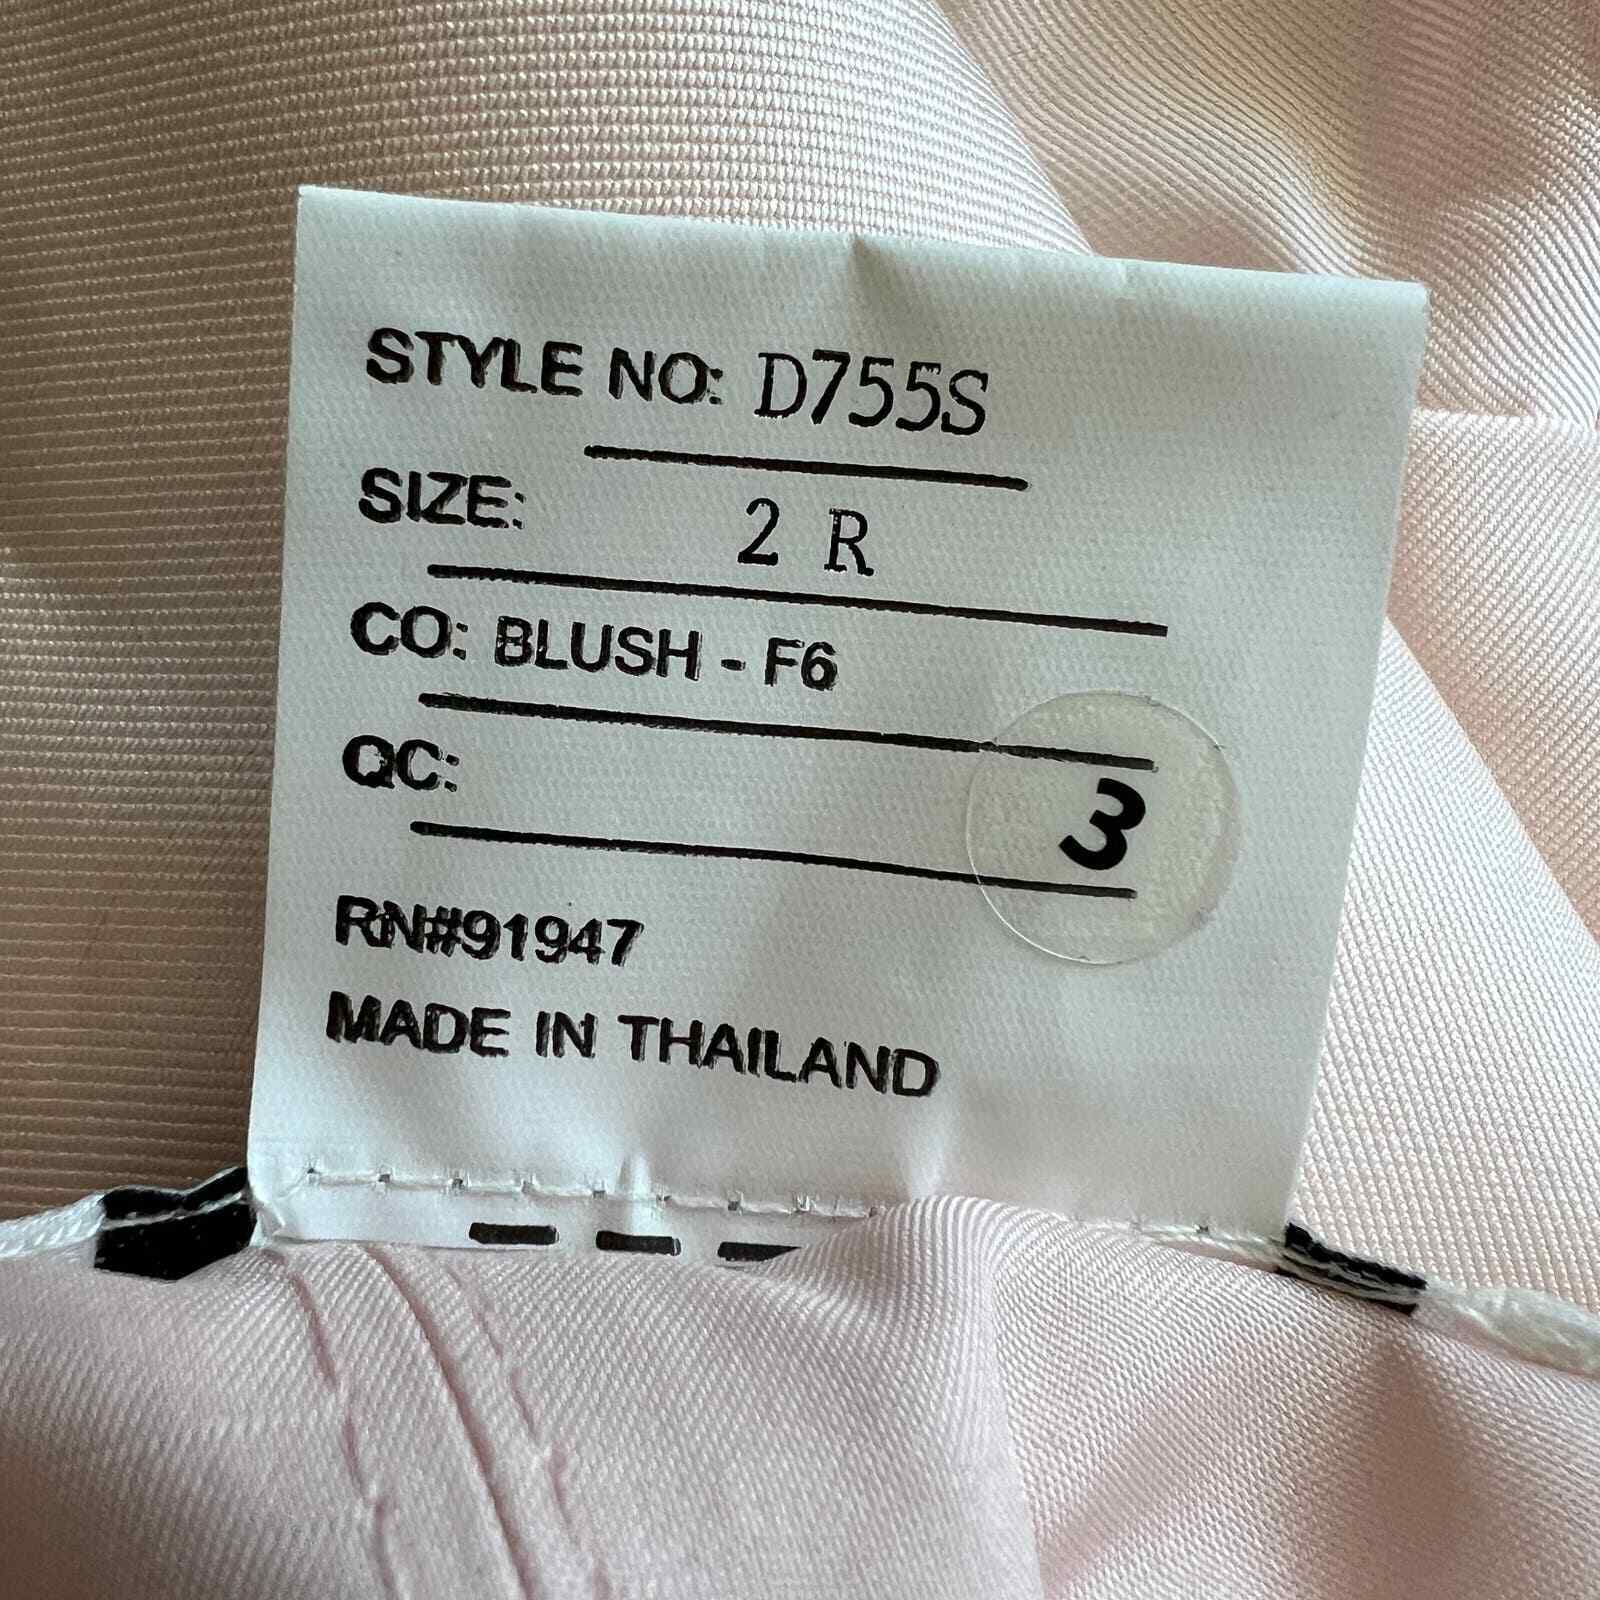 STYLE NO: D755S
SIZE: 2 R
CO: BLUSH - F6
QC:
3
RN#91947
MADE IN THAILAND